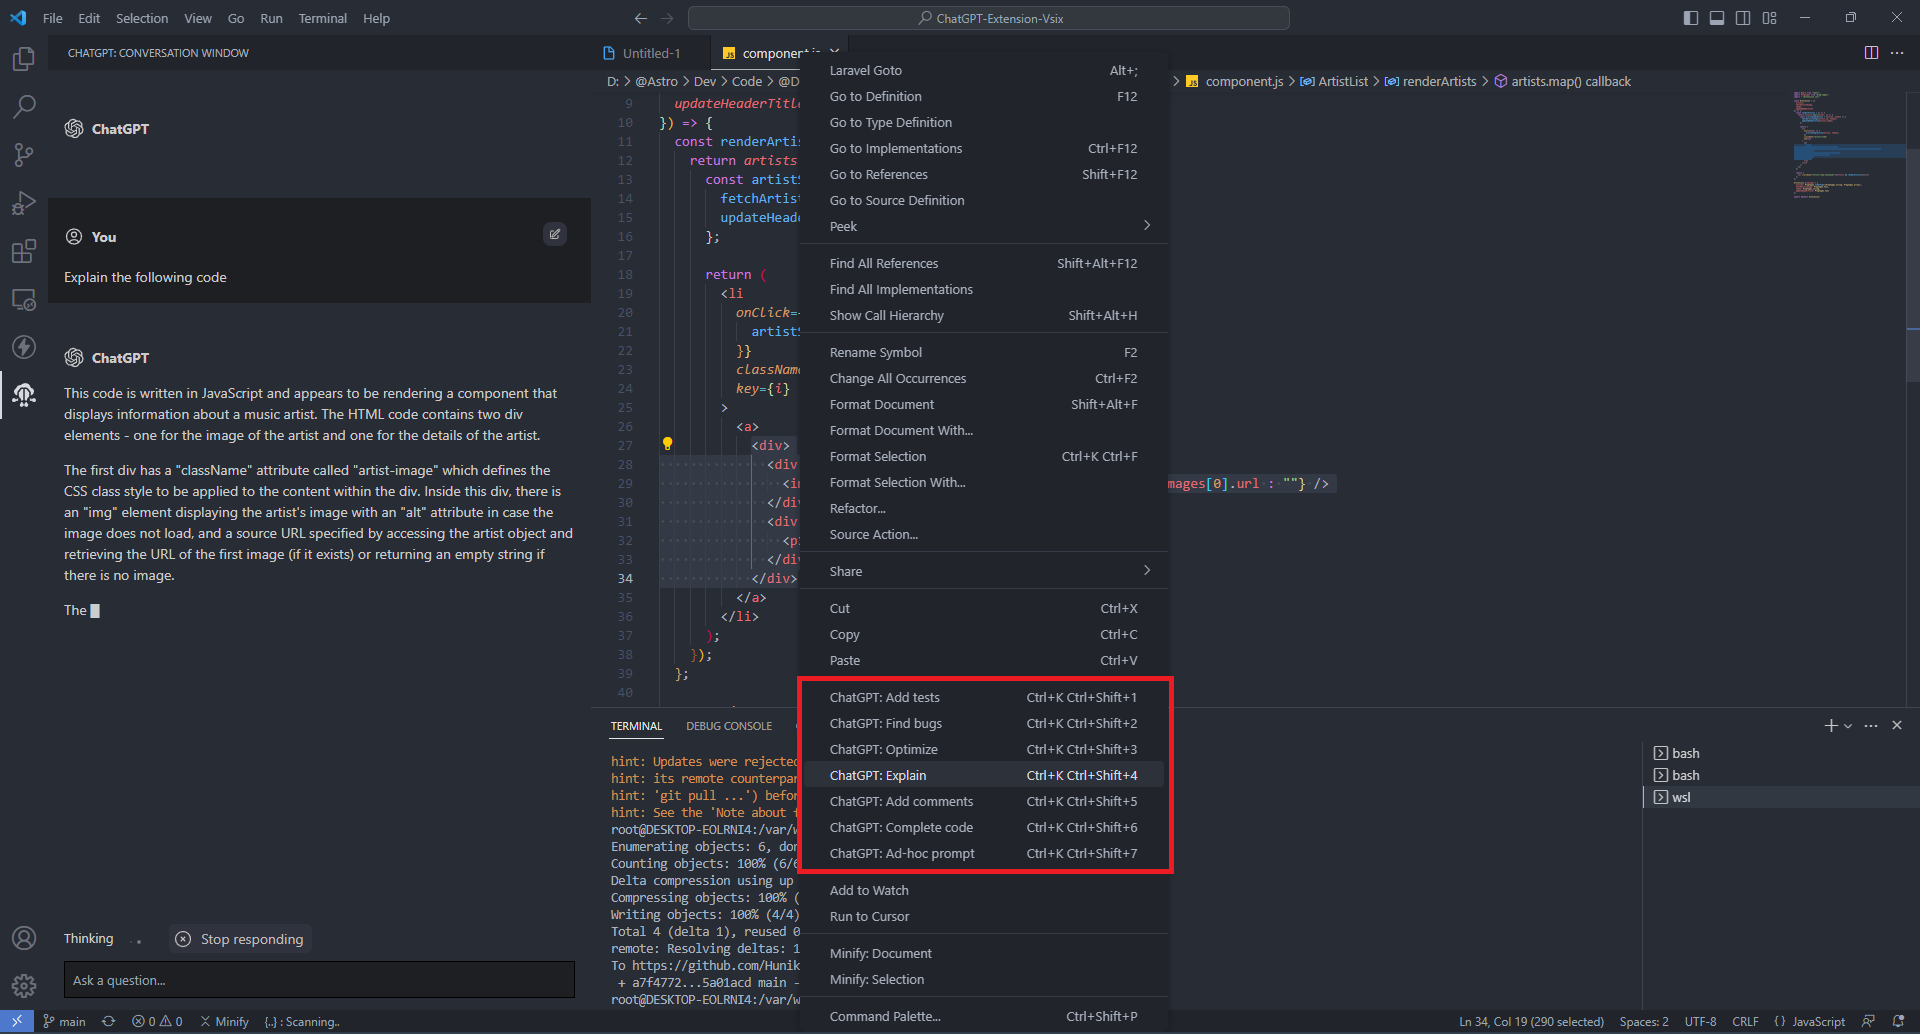 File Edit Selection View Go Run Terminal Help
ChatGPT-Extension-Vsix
CHATGPT: CONVERSATION WINDOW
ChatGPT
You
Explain the following code
ChatGPT
This code is written in JavaScript and appears to be rendering a component that
displays information about a music artist. The HTML code contains two div
elements - one for the image of the artist and one for the details of the artist.
The first div has a "className" attribute called "artist-image" which defines the
CSS class style to be applied to the content within the div. Inside this div, there is
an "img" element displaying the artist's image with an "alt" attribute in case the
image does not load, and a source URL specified by accessing the artist object and
retrieving the URL of the first image (if it exists) or returning an empty string if
there is no image.
The
Thinking ..
Stop responding
Ask a question...
Untitled-1
JS component.js
D: > @Astro > Dev > Code > @D
> JS component.js > ArtistList > renderArtists > artists.map() callback
9 updateHeaderTitl
10 }) => {
11 const renderArtis
12 return artists
13 const artistS
14 fetchArtist
15 updateHeade
16 };
17
18 return (
19 <li
20 onClick={
21 artistS
22 }}
23 className
24 key={i}
25 >
26 <a>
27 <div>
28 <div
29 <in mages[0].url : ""} />
30 </div
31 <div
32 <p
33 </div
34 </div>
35 </a>
36 </li>
37 );
38 });
39 };
40
Laravel Goto Alt+;
Go to Definition F12
Go to Type Definition
Go to Implementations Ctrl+F12
Go to References Shift+F12
Go to Source Definition
Peek
Find All References Shift+Alt+F12
Find All Implementations
Show Call Hierarchy Shift+Alt+H
Rename Symbol F2
Change All Occurrences Ctrl+F2
Format Document Shift+Alt+F
Format Document With...
Format Selection Ctrl+K Ctrl+F
Format Selection With...
Refactor...
Source Action...
Share
Cut Ctrl+X
Copy Ctrl+C
Paste Ctrl+V
ChatGPT: Add tests Ctrl+K Ctrl+Shift+1
ChatGPT: Find bugs Ctrl+K Ctrl+Shift+2
ChatGPT: Optimize Ctrl+K Ctrl+Shift+3
ChatGPT: Explain Ctrl+K Ctrl+Shift+4
ChatGPT: Add comments Ctrl+K Ctrl+Shift+5
ChatGPT: Complete code Ctrl+K Ctrl+Shift+6
ChatGPT: Ad-hoc prompt Ctrl+K Ctrl+Shift+7
Add to Watch
Run to Cursor
Minify: Document
Minify: Selection
Command Palette... Ctrl+Shift+P
TERMINAL DEBUG CONSOLE
hint: Updates were rejected
hint: its remote counterpar
hint: 'git pull ...') befor
hint: See the 'Note about f
root@DESKTOP-EOLRNI4:/var/w
Enumerating objects: 6, don
Counting objects: 100% (6/6
Delta compression using up
Compressing objects: 100% (
Writing objects: 100% (4/4)
Total 4 (delta 1), reused 0
remote: Resolving deltas: 1
To https://github.com/Hunik
+ a7f4772...5a01acd main -
root@DESKTOP-EOLRNI4:/var/w
bash
bash
wsl
main 0 0 Minify {..} : Scanning..
Ln 34, Col 19 (290 selected) Spaces: 2 UTF-8 CRLF {} JavaScript